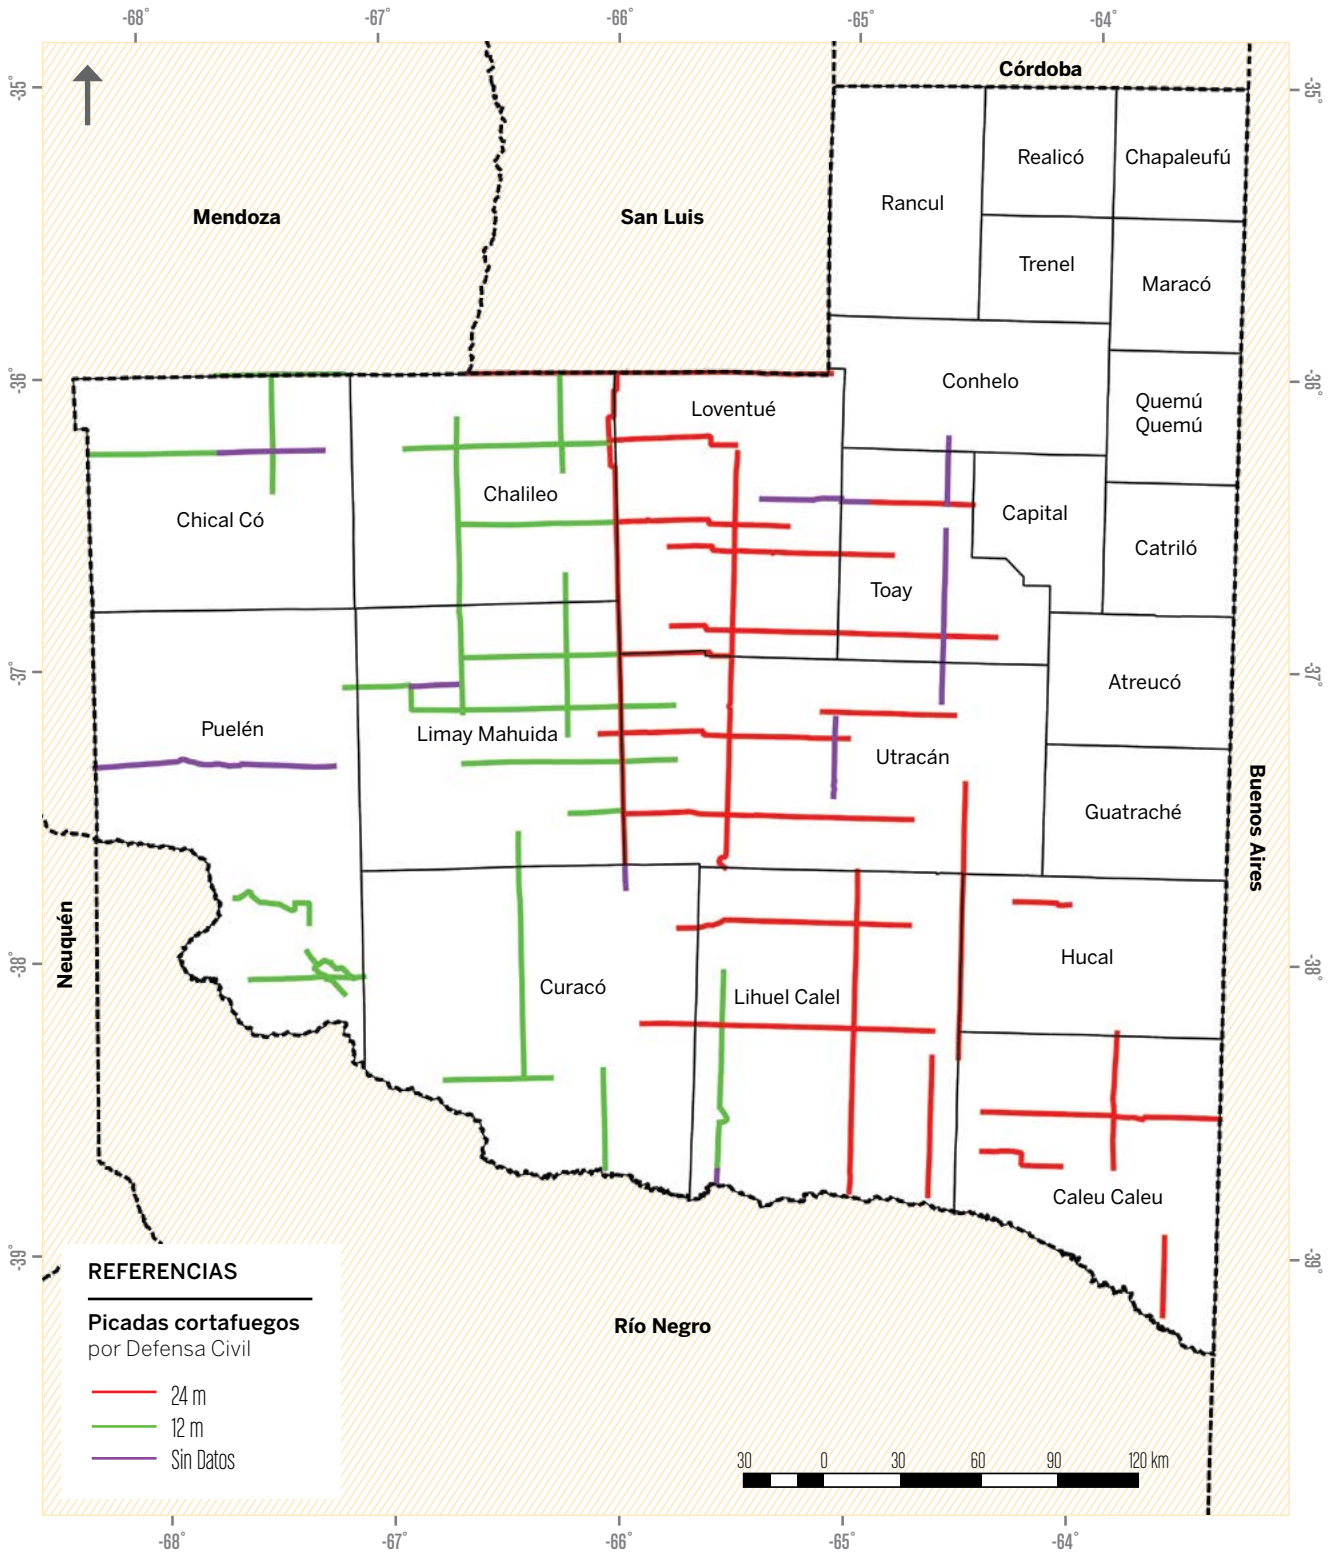 -68°
-67°
-66°
-65°
-64°
Córdoba
-35°
-35°
Realicó
Chapaleufú
Rancul
Mendoza
San Luis
Trenel
Maracó
-36°
-36°
Conhelo
Quemú
Quemú
Loventué
Chalileo
Capital
Chical Có
Catriló
Toay
-37°
-37°
Atreucó
Puelén
Limay Mahuida
Utracán
Guatraché
Buenos Aires
Neuquén
-38°
-38°
Hucal
Curacó
Lihuel Calel
Caleu Caleu
-39°
-39°
REFERENCIAS
Picadas cortafuegos
por Defensa Civil
24 m
12 m
Sin Datos
Río Negro
30 0 30 60 90 120 km
-68°
-67°
-66°
-65°
-64°